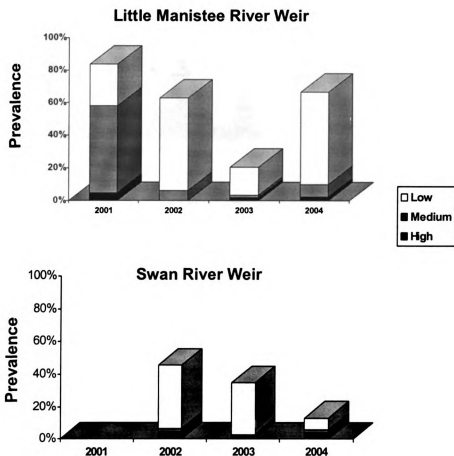 Little Manistee River Weir
Prevalence
100%
80%
60%
40%
20%
0%
2001 2002 2003 2004
Low
Medium
High
Swan River Weir
Prevalence
100%
80%
60%
40%
20%
0%
2001 2002 2003 2004